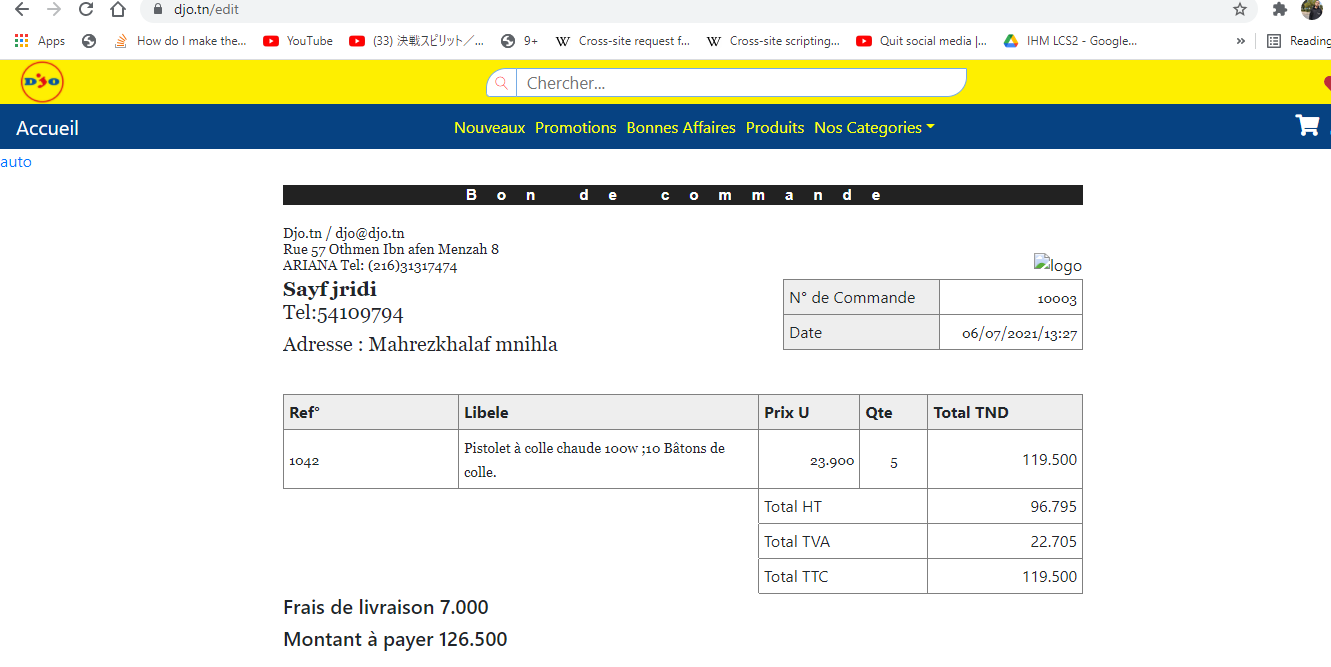 djo.tn/edit
Apps How do I make the... YouTube (33) 決戦スピリット／... 9+ Cross-site request f... Cross-site scripting... Quit social media |... IHM LCS2 - Google... » Reading
DJO Chercher...
Accueil Nouveaux Promotions Bonnes Affaires Produits Nos Categories
auto
Bon de commande
Djo.tn / djo@djo.tn
Rue 57 Othmen Ibn afen Menzah 8
ARIANA Tel: (216)31317474
logo
Sayf jridi
Tel:54109794
Adresse : Mahrezkhalaf mnihla
N° de Commande 10003
Date 06/07/2021/13:27
Ref° Libele Prix U Qte Total TND
1042 Pistolet à colle chaude 100w ;10 Bâtons de
colle. 23.900 5 119.500
Total HT 96.795
Total TVA 22.705
Total TTC 119.500
Frais de livraison 7.000
Montant à payer 126.500